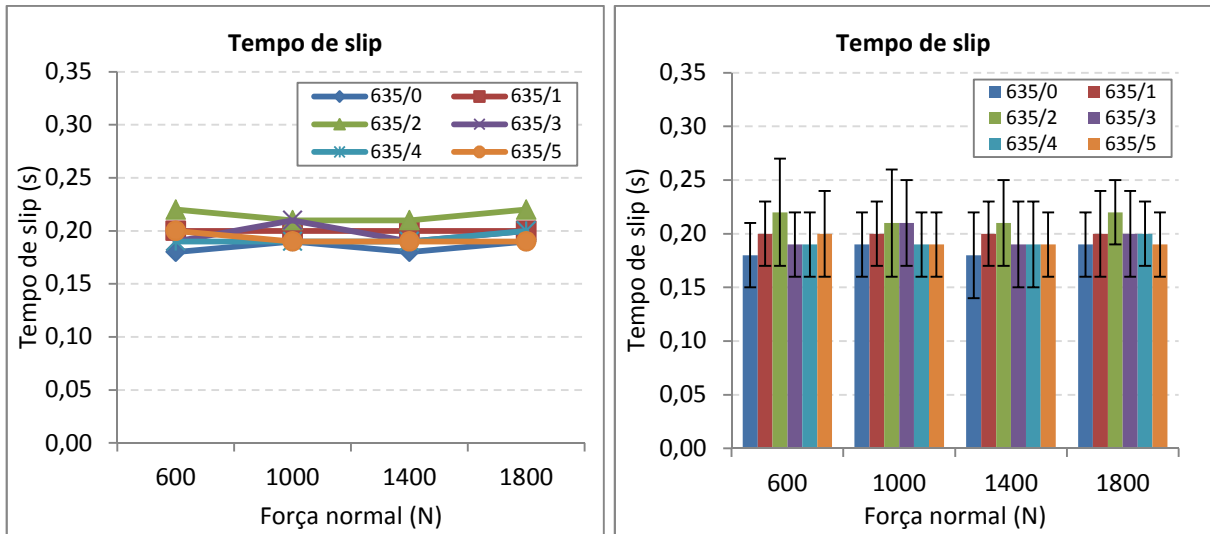 Tempo de slip
0,35
0,30
0,25
0,20
0,15
0,10
0,05
0,00
Tempo de slip (s)
635/0 635/1
635/2 635/3
635/4 635/5
600 1000 1400 1800
Força normal (N)
Tempo de slip
0,35
0,30
0,25
0,20
0,15
0,10
0,05
0,00
Tempo de slip (s)
635/0 635/1
635/2 635/3
635/4 635/5
600 1000 1400 1800
Força normal (N)